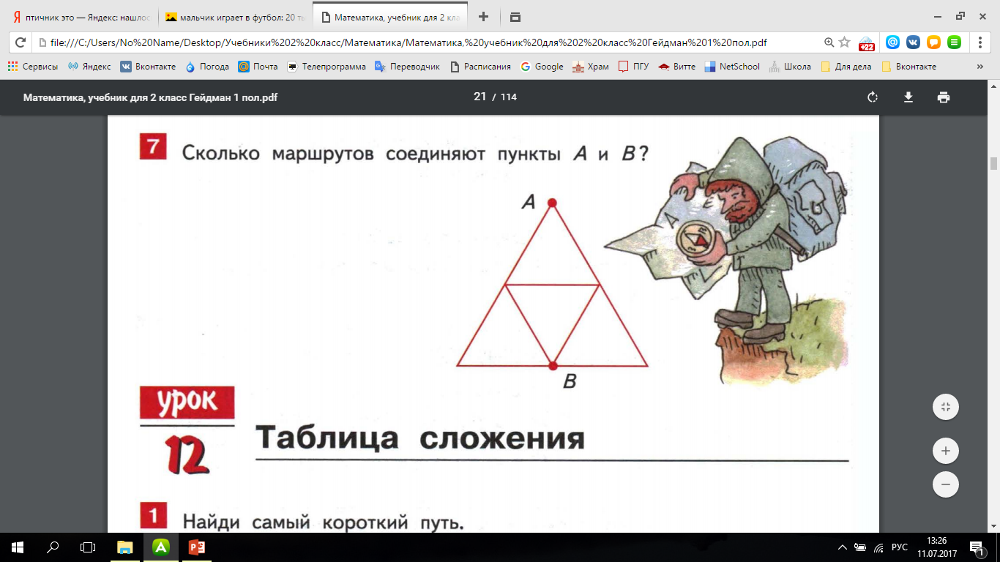 птичник это — Яндекс: нашлос
мальчик играет в футбол: 20 ты
Математика, учебник для 2 кла
file:///C:/Users/No%20Name/Desktop/Учебники%202%20класс/Математика/Математика,%20учебник%20для%202%20класс%20Гейдман%201%20пол.pdf
+22
Сервисы Яндекс Вконтакте Погода Почта Телепрограмма Переводчик Расписания Google Храм ПГУ Витте NetSchool Школа Для дела Вконтакте »
Математика, учебник для 2 класс Гейдман 1 пол.pdf
21 / 114
7 Сколько маршрутов соединяют пункты А и В?
А
А
В
урок
12
Таблица сложения
1 Найди самый короткий путь.
РУС
13:26
11.07.2017
1